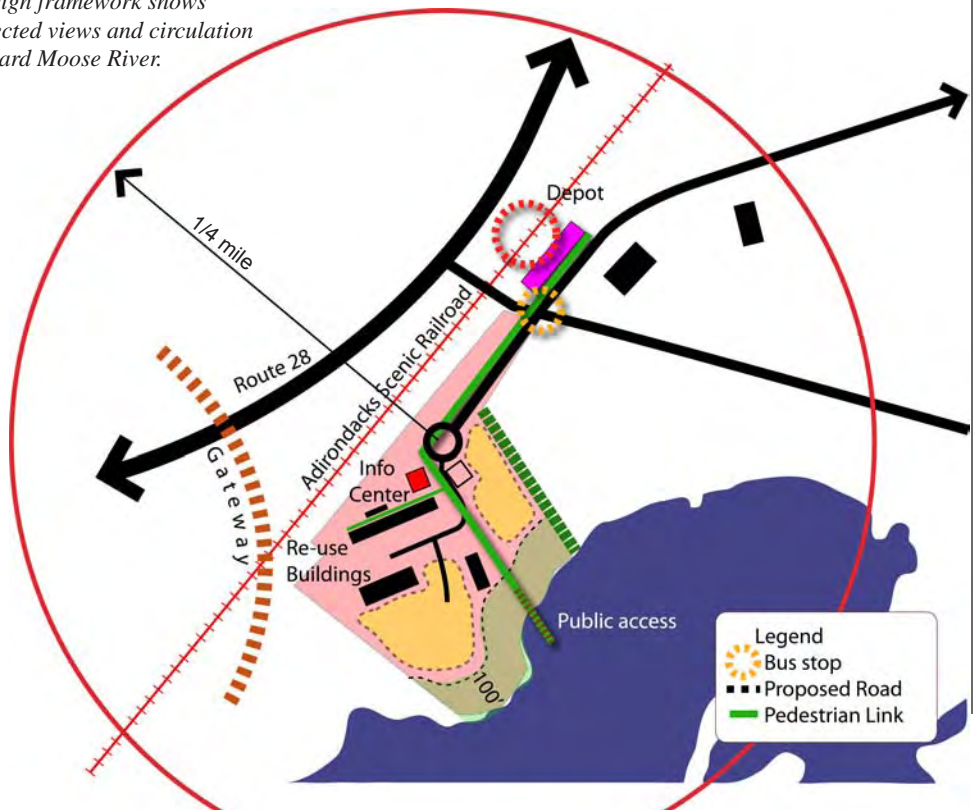 ign framework shows
ected views and circulation
ard Moose River.
Depot
1/4 mile
Route 28
Adirondacks Scenic Railroad
Gateway
Info
Center
Re-use
Buildings
Public access
100'
Legend
Bus stop
Proposed Road
Pedestrian Link